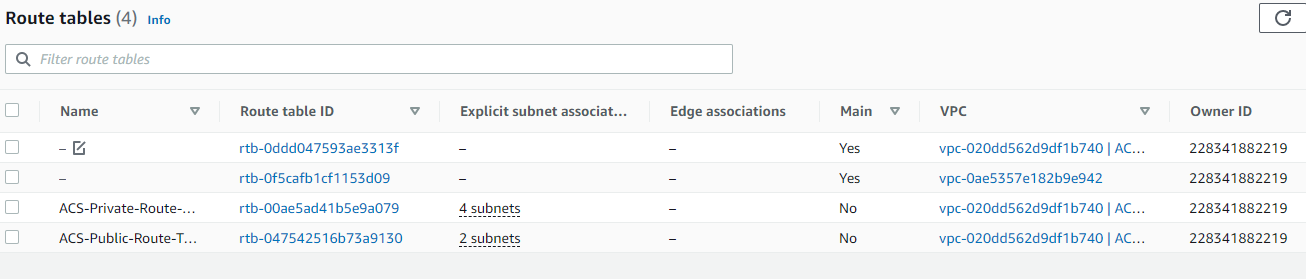 Route tables (4) Info
Filter route tables
Name Route table ID Explicit subnet associat... Edge associations Main VPC Owner ID
– rtb-0ddd047593ae3313f – – Yes vpc-020dd562d9df1b740 | AC... 228341882219
– rtb-0f5cafb1cf1153d09 – – Yes vpc-0ae5357e182b9e942 228341882219
ACS-Private-Route-... rtb-00ae5ad41b5e9a079 4 subnets – No vpc-020dd562d9df1b740 | AC... 228341882219
ACS-Public-Route-T... rtb-047542516b73a9130 2 subnets – No vpc-020dd562d9df1b740 | AC... 228341882219